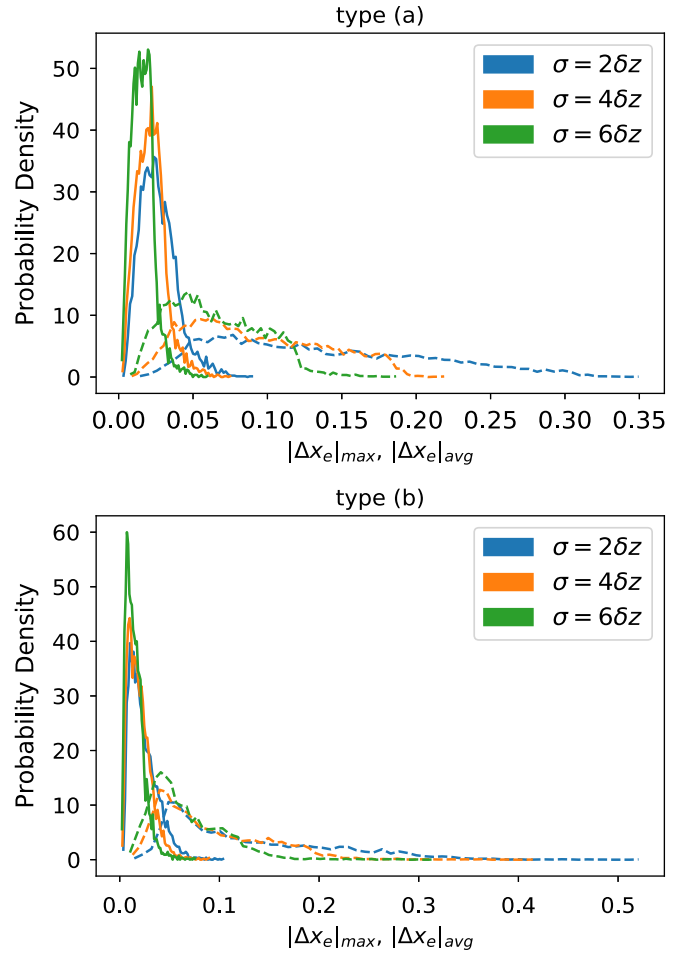 type (a)
Probability Density
50
40
30
20
10
0
σ = 2δz
σ = 4δz
σ = 6δz
0.00 0.05 0.10 0.15 0.20 0.25 0.30 0.35
|Δx_e|_max, |Δx_e|_avg
type (b)
Probability Density
60
50
40
30
20
10
0
σ = 2δz
σ = 4δz
σ = 6δz
0.0 0.1 0.2 0.3 0.4 0.5
|Δx_e|_max, |Δx_e|_avg